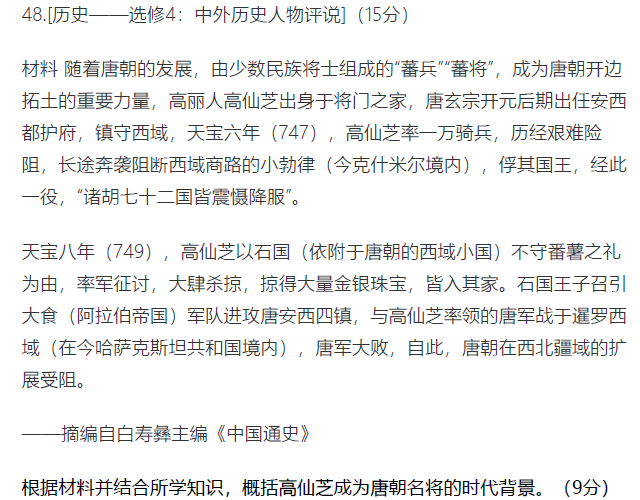 48.[历史——选修4：中外历史人物评说]（15分）
材料 随着唐朝的发展，由少数民族将士组成的“蕃兵”“蕃将”，成为唐朝开边
拓土的重要力量，高丽人高仙芝出身于将门之家，唐玄宗开元后期出任安西
都护府，镇守西域，天宝六年（747），高仙芝率一万骑兵，历经艰难险
阻，长途奔袭阻断西域商路的小勃律（今克什米尔境内），俘其国王，经此
一役，“诸胡七十二国皆震慑降服”。
天宝八年（749），高仙芝以石国（依附于唐朝的西域小国）不守番薯之礼
为由，率军征讨，大肆杀掠，掠得大量金银珠宝，皆入其家。石国王子召引
大食（阿拉伯帝国）军队进攻唐安西四镇，与高仙芝率领的唐军战于暹罗西
域（在今哈萨克斯坦共和国境内），唐军大败，自此，唐朝在西北疆域的扩
展受阻。
——摘编自白寿彝主编《中国通史》
根据材料并结合所学知识，概括高仙芝成为唐朝名将的时代背景。（9分）